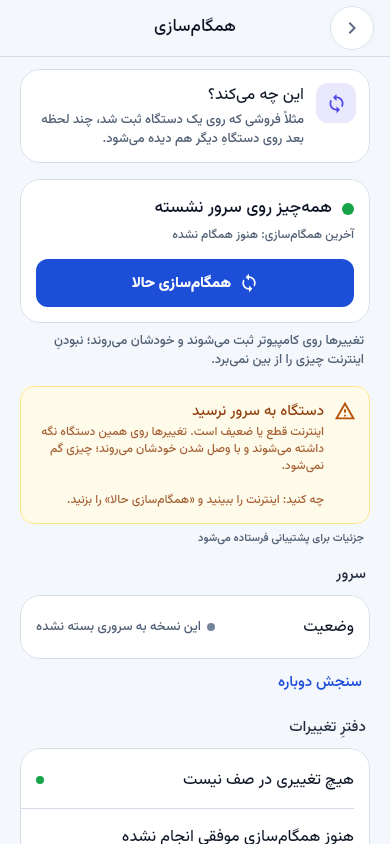 همگام‌سازی
این چه می‌کند؟
مثلاً فروشی که روی یک دستگاه ثبت شد، چند لحظه
بعد روی دستگاهِ دیگر هم دیده می‌شود.
همه‌چیز روی سرور نشسته
آخرین همگام‌سازی: هنوز همگام نشده
همگام‌سازی حالا
تغییرها روی کامپیوتر ثبت می‌شوند و خودشان می‌روند؛ نبودنِ
اینترنت چیزی را از بین نمی‌برد.
دستگاه به سرور نرسید
اینترنت قطع یا ضعیف است. تغییرها روی همین دستگاه نگه
داشته می‌شوند و با وصل شدن خودشان می‌روند؛ چیزی گم
نمی‌شود.
چه کنید: اینترنت را ببینید و «همگام‌سازی حالا» را بزنید.
جزئیات برای پشتیبانی فرستاده می‌شود
سرور
وضعیت
این نسخه به سروری بسته نشده
سنجش دوباره
دفترِ تغییرات
هیچ تغییری در صف نیست
هنوز همگام‌سازی موفقی انجام نشده